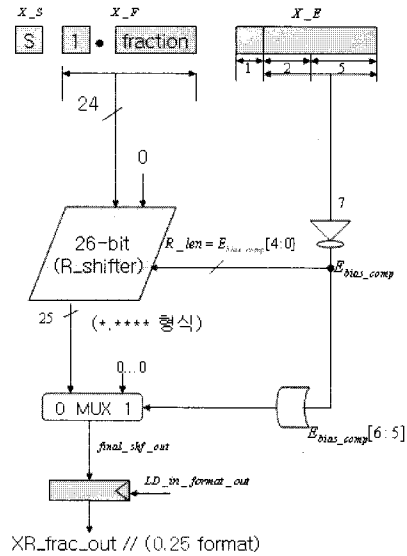 X_S X_F X_E
S 1 . fraction
1 2 5
24
0
7
26-bit
(R_shifter)
R_len = E_bias_comp[4:0]
E_bias_comp
25
(*.**** 형식)
0...0
0 MUX 1
E_bias_comp[6:5]
final_shf_out
LD_in_format_out
XR_frac_out // (0.25 format)